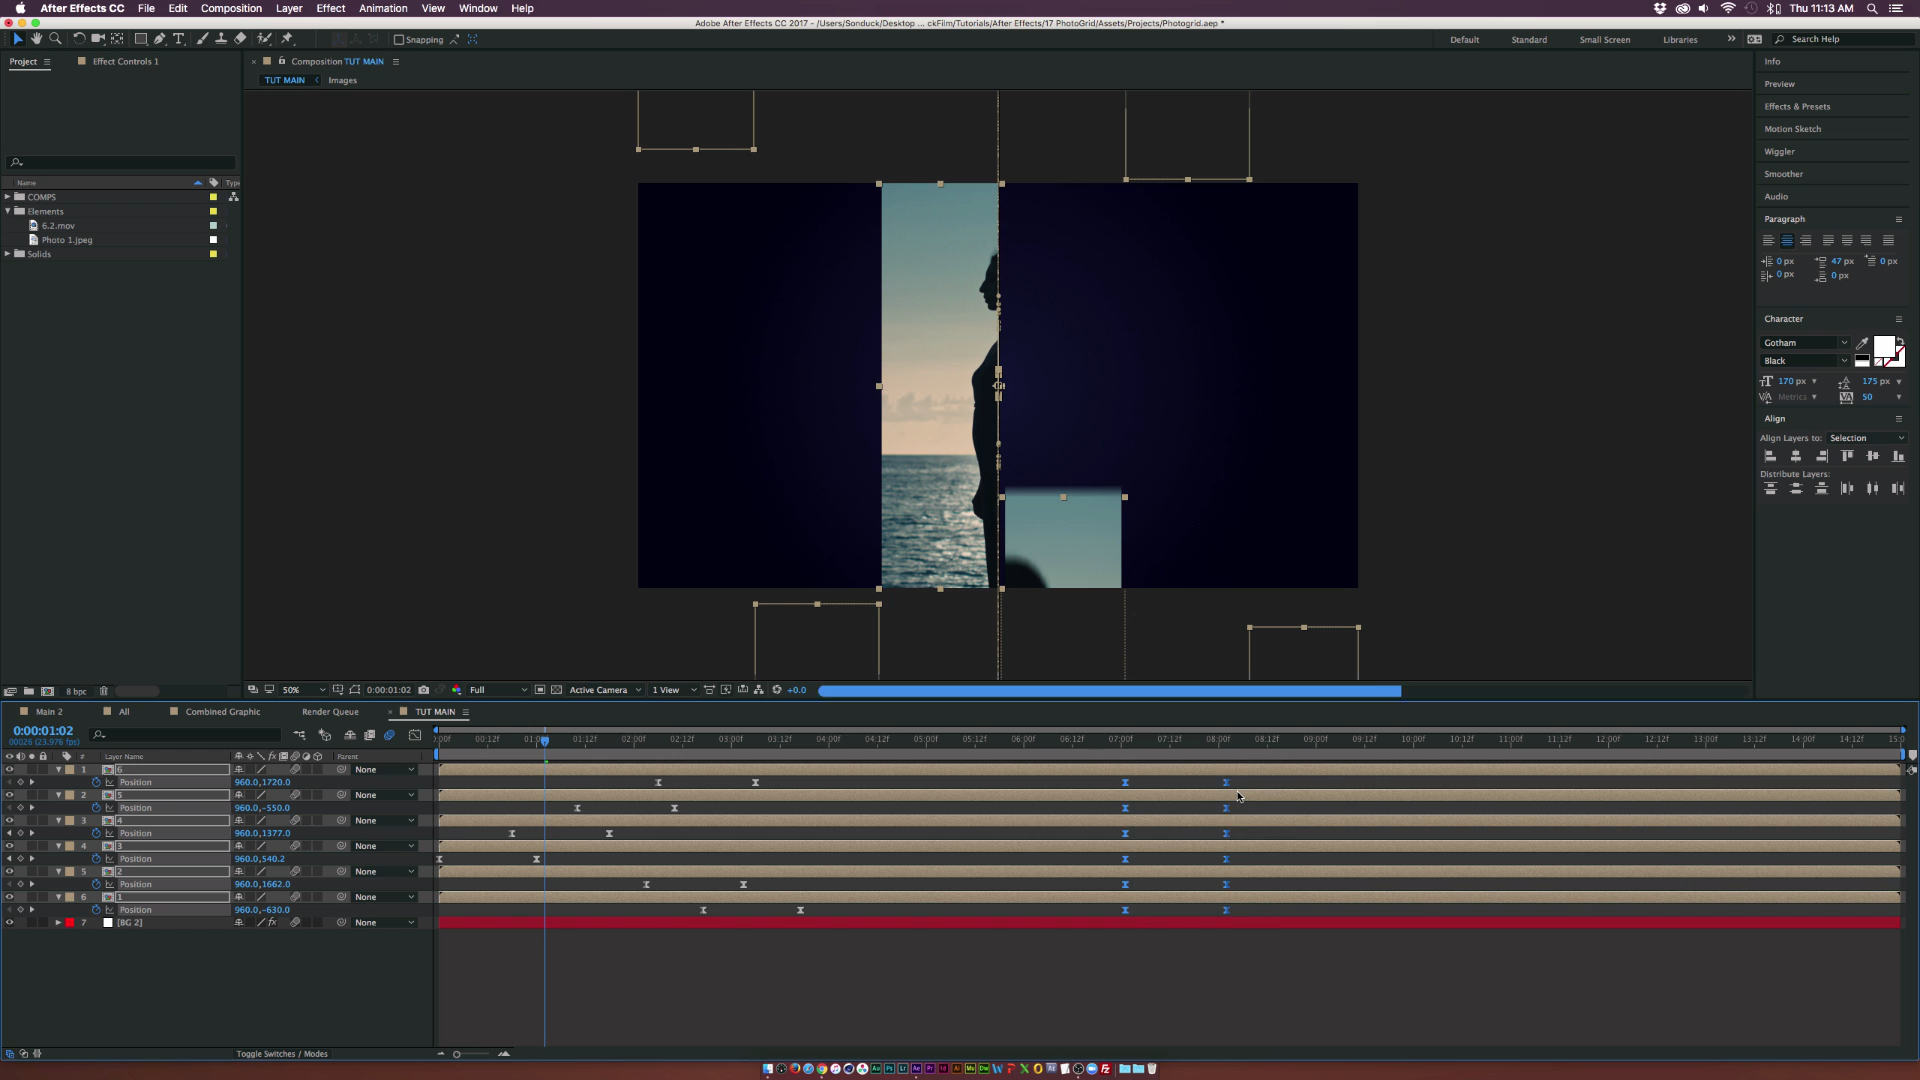 After Effects CC File Edit Composition Layer Effect Animation View Window Help Thu 11:13 AM
Adobe After Effects CC 2017 - /Users/Sonduck/Desktop ... ckFilm/Tutorials/After Effects/17 PhotoGrid/Assets/Projects/Photogrid.aep *
Snapping Default Standard Small Screen Libraries Search Help
Project Effect Controls 1 Composition TUT MAIN Info
TUT MAIN Images Preview
Effects & Presets
Motion Sketch
Wiggler
Smoother
Name Type
COMPS Audio
Elements Paragraph
6.2.mov
Photo 1.jpeg
Solids
0 px 47 px 0 px
0 px 0 px
Character
Gotham
Black
170 px 175 px
Metrics 50
Align
Align Layers to: Selection
Distribute Layers:
8 bpc 50% 0:00:01:02 Full Active Camera 1 View +0.0
Main 2 All Combined Graphic Render Queue TUT MAIN
0:00:01:02
00026 (23.976 fps)
:00f 00:12f 01:00f 01:12f 02:00f 02:12f 03:00f 03:12f 04:00f 04:12f 05:00f 05:12f 06:00f 06:12f 07:00f 07:12f 08:00f 08:12f 09:00f 09:12f 10:00f 10:12f 11:00f 11:12f 12:00f 12:12f 13:00f 13:12f 14:00f 14:12f 15:0
# Layer Name Parent
1 6 None
Position 960.0,1720.0
2 5 None
Position 960.0,-550.0
3 4 None
Position 960.0,1377.0
4 3 None
Position 960.0,540.2
5 2 None
Position 960.0,1662.0
6 1 None
Position 960.0,-630.0
7 [BG 2] None
Toggle Switches / Modes